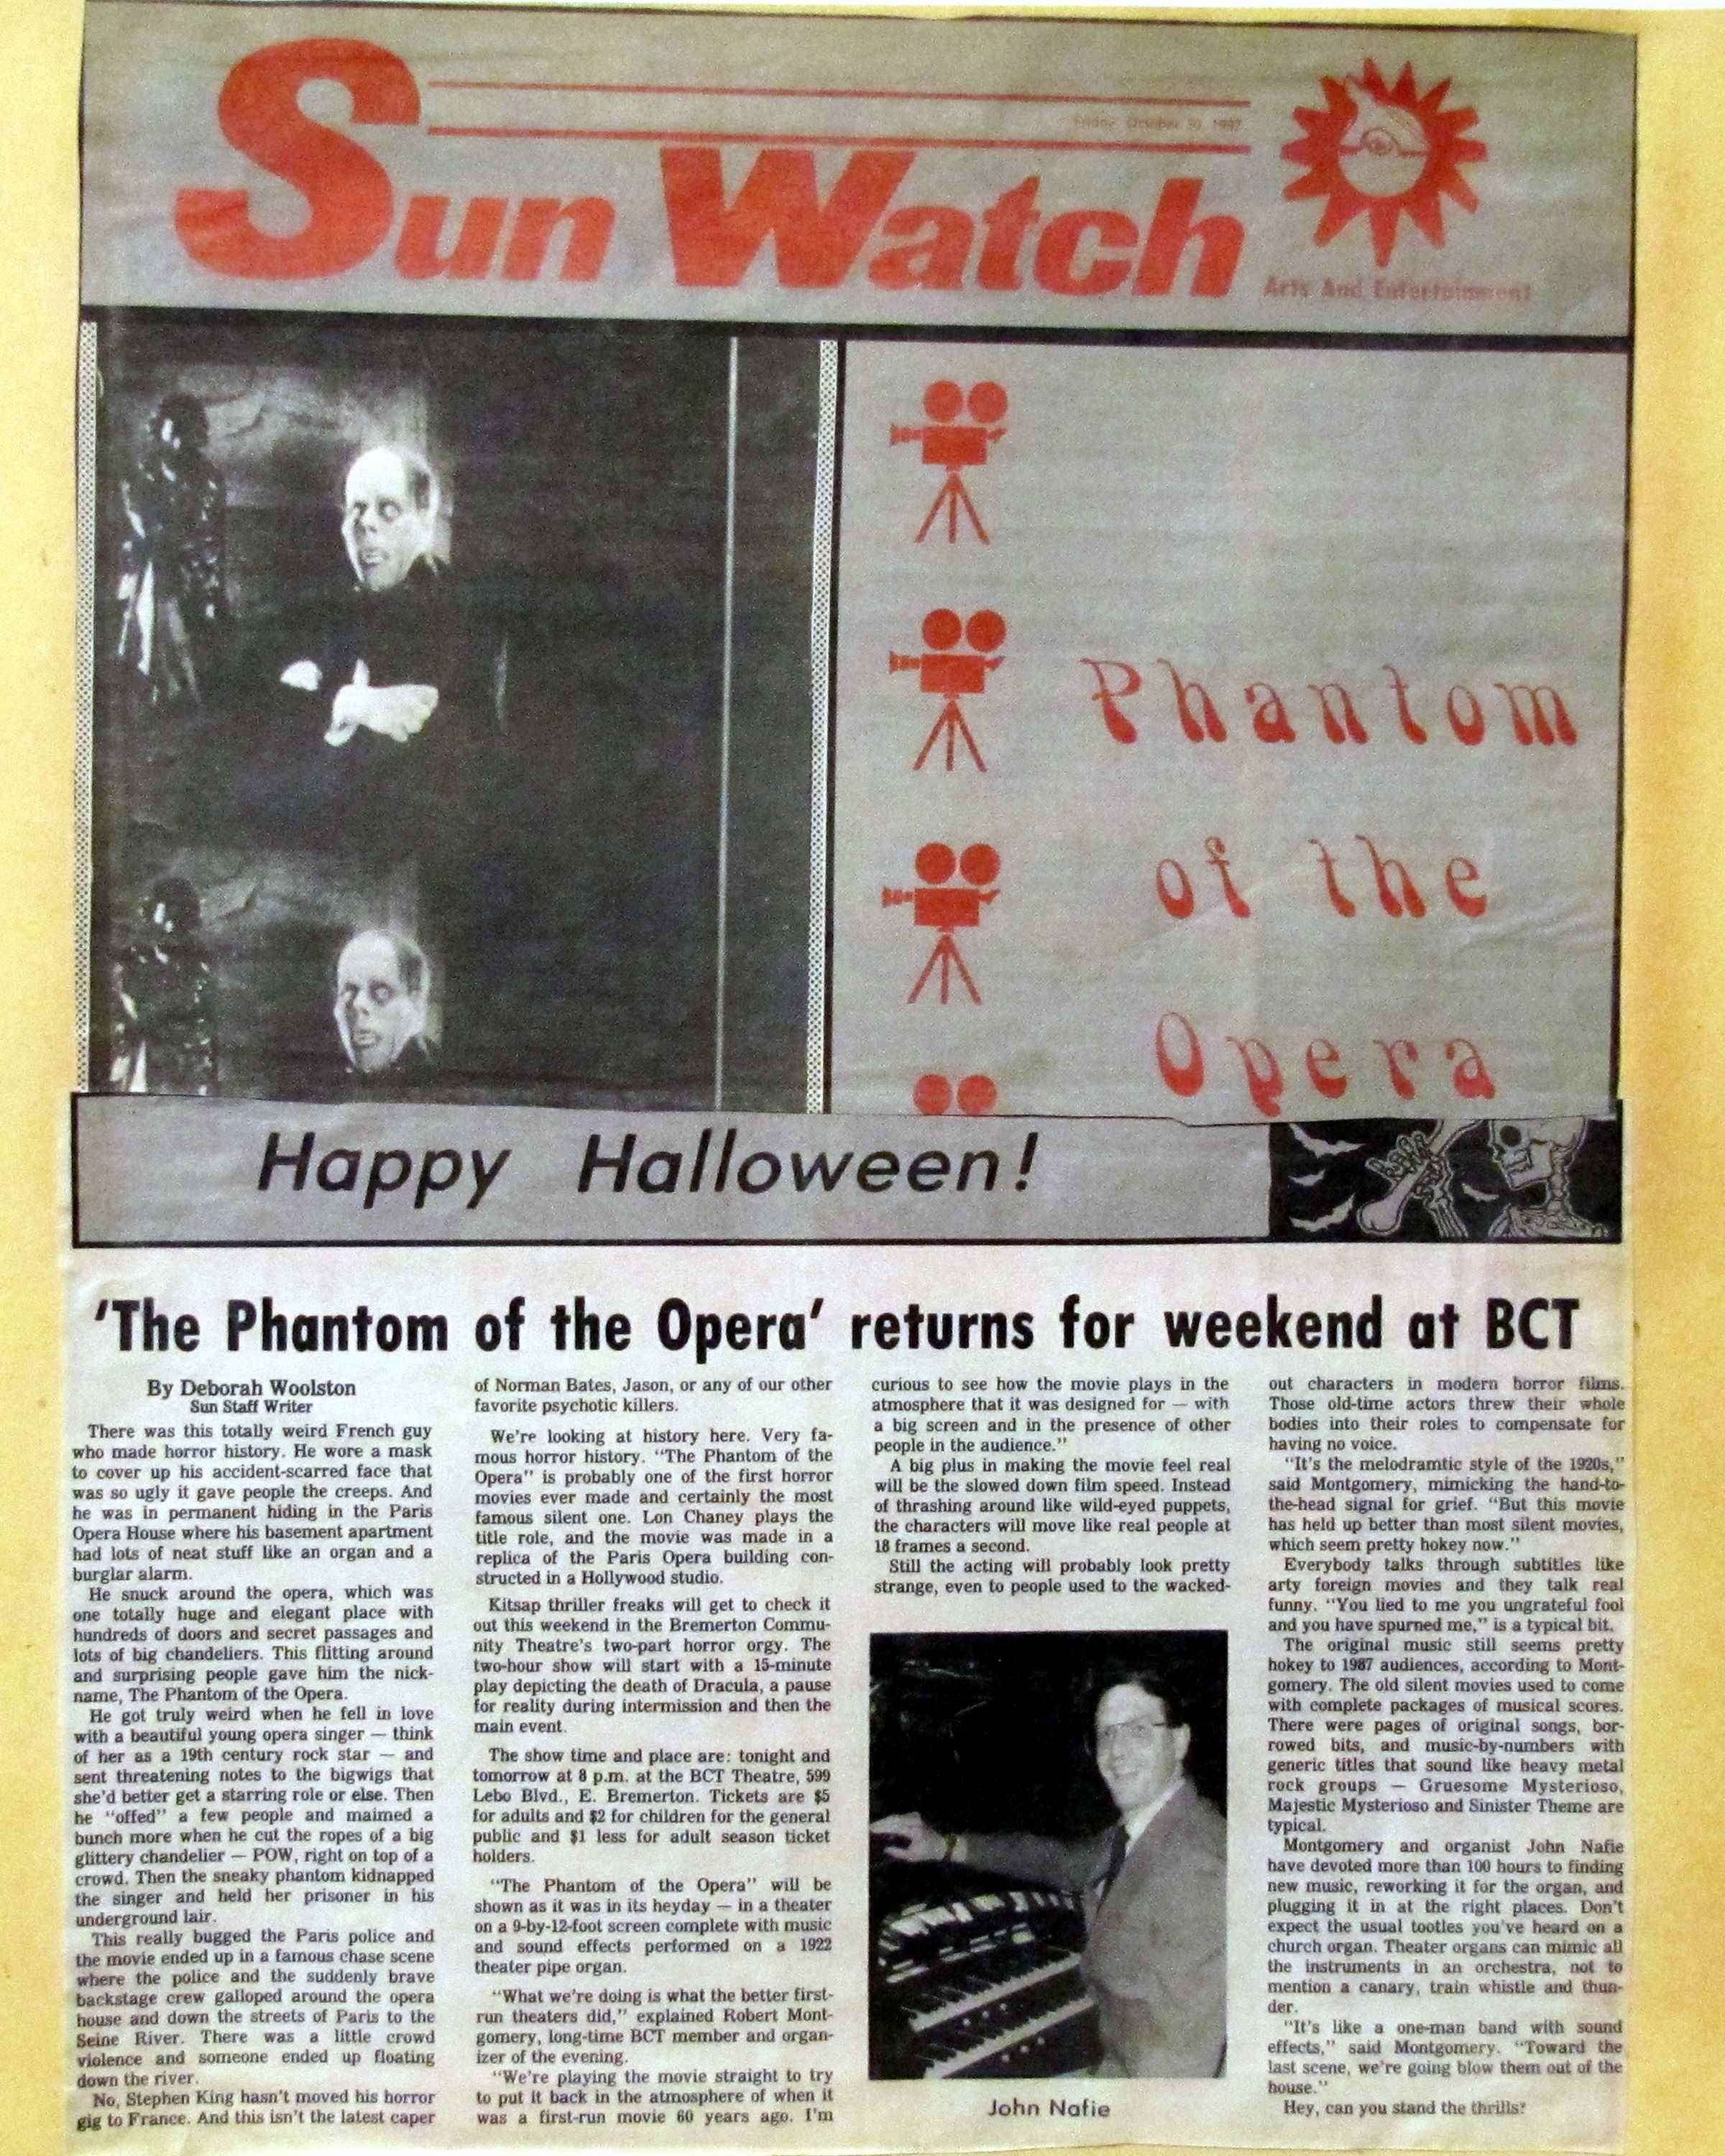 Friday, October 30, 1987
Sun Watch
Arts And Entertainment
Phantom
of the
Opera
Happy Halloween!
'The Phantom of the Opera' returns for weekend at BCT
By Deborah Woolston
Sun Staff Writer
There was this totally weird French guy
who made horror history. He wore a mask
to cover up his accident-scarred face that
was so ugly it gave people the creeps. And
he was in permanent hiding in the Paris
Opera House where his basement apartment
had lots of neat stuff like an organ and a
burglar alarm.
He snuck around the opera, which was
one totally huge and elegant place with
hundreds of doors and secret passages and
lots of big chandeliers. This flitting around
and surprising people gave him the nick-
name, The Phantom of the Opera.
He got truly weird when he fell in love
with a beautiful young opera singer — think
of her as a 19th century rock star — and
sent threatening notes to the bigwigs that
she'd better get a starring role or else. Then
he "offed" a few people and maimed a
bunch more when he cut the ropes of a big
glittery chandelier — POW, right on top of a
crowd. Then the sneaky phantom kidnapped
the singer and held her prisoner in his
underground lair.
This really bugged the Paris police and
the movie ended up in a famous chase scene
where the police and the suddenly brave
backstage crew galloped around the opera
house and down the streets of Paris to the
Seine River. There was a little crowd
violence and someone ended up floating
down the river.
No, Stephen King hasn't moved his horror
gig to France. And this isn't the latest caper
of Norman Bates, Jason, or any of our other
favorite psychotic killers.
We're looking at history here. Very fa-
mous horror history. "The Phantom of the
Opera" is probably one of the first horror
movies ever made and certainly the most
famous silent one. Lon Chaney plays the
title role, and the movie was made in a
replica of the Paris Opera building con-
structed in a Hollywood studio.
Kitsap thriller freaks will get to check it
out this weekend in the Bremerton Commu-
nity Theatre's two-part horror orgy. The
two-hour show will start with a 15-minute
play depicting the death of Dracula, a pause
for reality during intermission and then the
main event.
The show time and place are: tonight and
tomorrow at 8 p.m. at the BCT Theatre, 599
Lebo Blvd., E. Bremerton. Tickets are $5
for adults and $2 for children for the general
public and $1 less for adult season ticket
holders.
"The Phantom of the Opera" will be
shown as it was in its heyday — in a theater
on a 9-by-12-foot screen complete with music
and sound effects performed on a 1922
theater pipe organ.
"What we're doing is what the better first-
run theaters did," explained Robert Mont-
gomery, long-time BCT member and organ-
izer of the evening.
"We're playing the movie straight to try
to put it back in the atmosphere of when it
was a first-run movie 60 years ago. I'm
curious to see how the movie plays in the
atmosphere that it was designed for — with
a big screen and in the presence of other
people in the audience."
A big plus in making the movie feel real
will be the slowed down film speed. Instead
of thrashing around like wild-eyed puppets,
the characters will move like real people at
18 frames a second.
Still the acting will probably look pretty
strange, even to people used to the wacked-
John Nafie
out characters in modern horror films.
Those old-time actors threw their whole
bodies into their roles to compensate for
having no voice.
"It's the melodramtic style of the 1920s,"
said Montgomery, mimicking the hand-to-
the-head signal for grief. "But this movie
has held up better than most silent movies,
which seem pretty hokey now."
Everybody talks through subtitles like
arty foreign movies and they talk real
funny. "You lied to me you ungrateful fool
and you have spurned me," is a typical bit.
The original music still seems pretty
hokey to 1987 audiences, according to Mont-
gomery. The old silent movies used to come
with complete packages of musical scores.
There were pages of original songs, bor-
rowed bits, and music-by-numbers with
generic titles that sound like heavy metal
rock groups — Gruesome Mysterioso,
Majestic Mysterioso and Sinister Theme are
typical.
Montgomery and organist John Nafie
have devoted more than 100 hours to finding
new music, reworking it for the organ, and
plugging it in at the right places. Don't
expect the usual tootles you've heard on a
church organ. Theater organs can mimic all
the instruments in an orchestra, not to
mention a canary, train whistle and thun-
der.
"It's like a one-man band with sound
effects," said Montgomery. "Toward the
last scene, we're going blow them out of the
house."
Hey, can you stand the thrills?